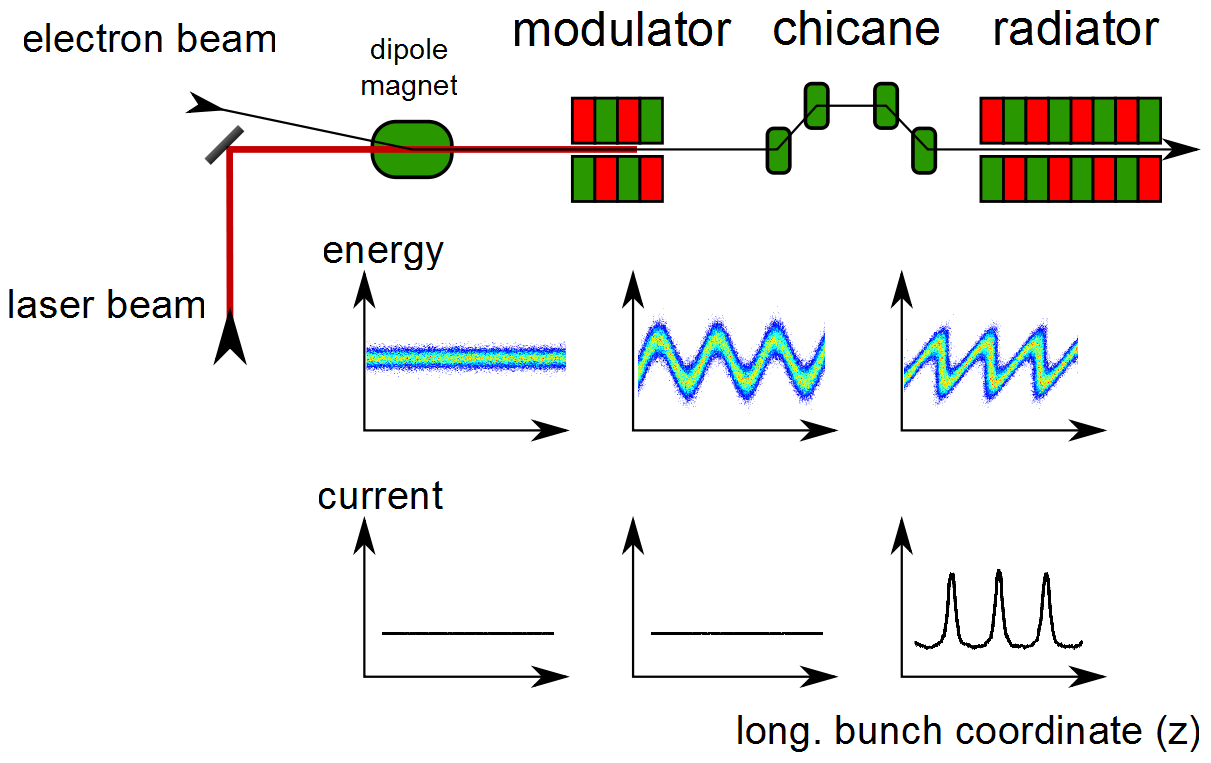 electron beam
dipole
magnet
modulator
chicane
radiator
laser beam
energy
current
long. bunch coordinate (z)